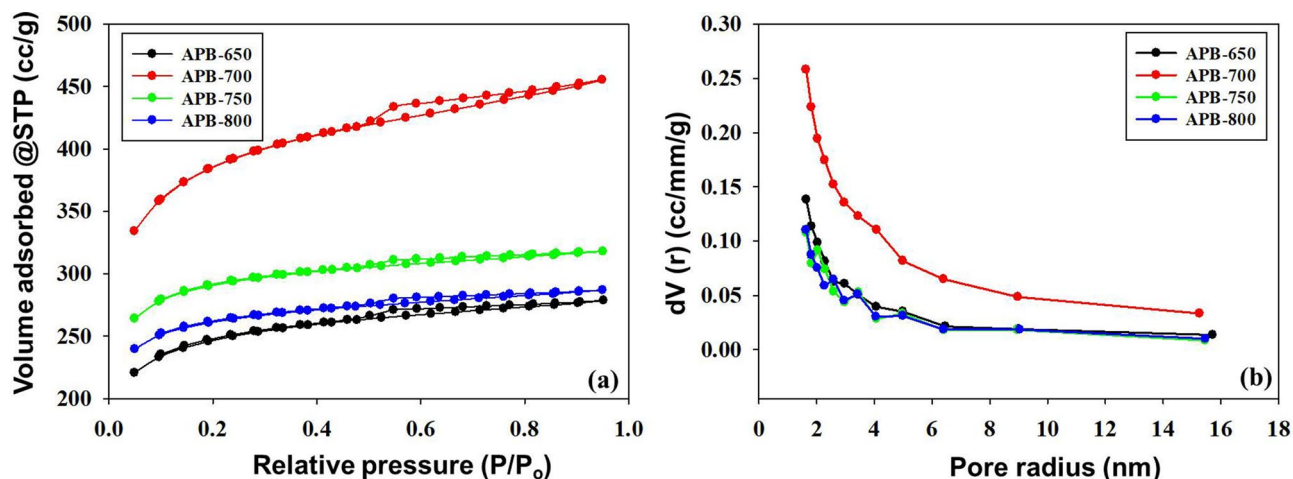 500
450
400
350
300
250
200
Volume adsorbed @STP (cc/g)
APB-650
APB-700
APB-750
APB-800
(a)
0.0 0.2 0.4 0.6 0.8 1.0
Relative pressure (P/Po)
0.30
0.25
0.20
0.15
0.10
0.05
0.00
dV (r) (cc/mm/g)
APB-650
APB-700
APB-750
APB-800
(b)
0 2 4 6 8 10 12 14 16 18
Pore radius (nm)